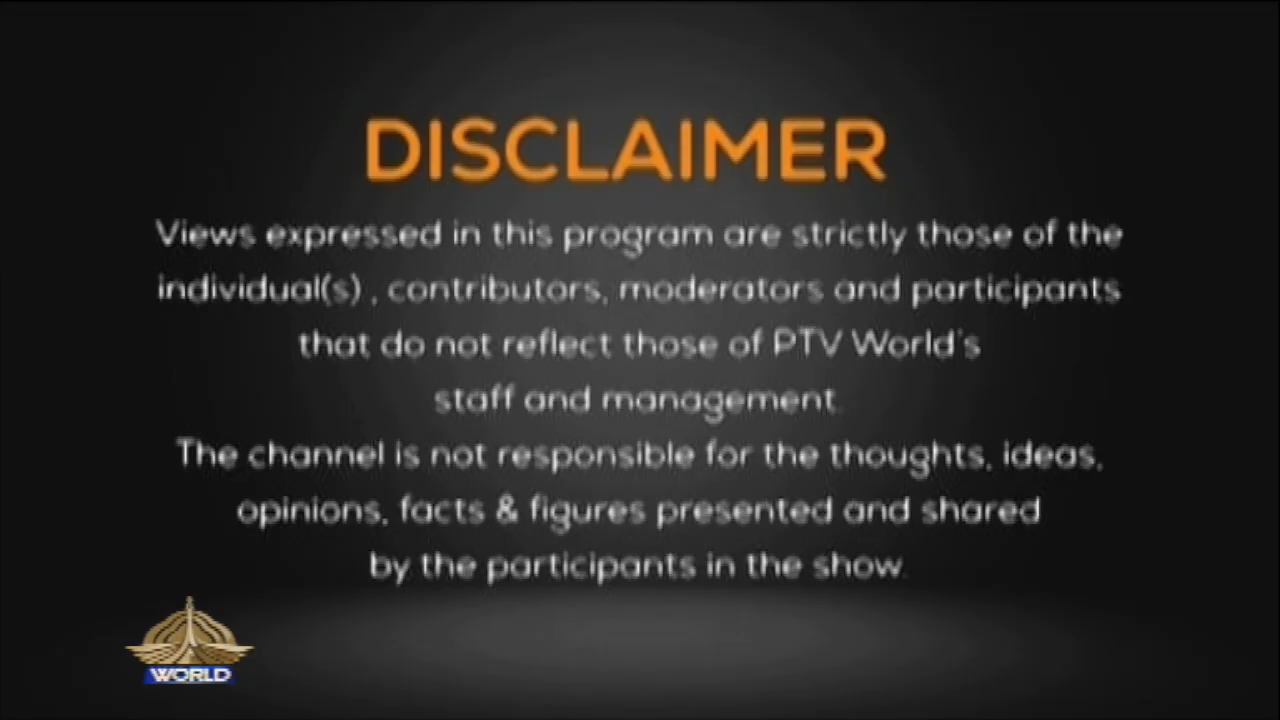 DISCLAIMER
Views expressed in this program are strictly those of the
individual(s) , contributors, moderators and participants
that do not reflect those of PTV World's
staff and management.
The channel is not responsible for the thoughts, ideas,
opinions, facts & figures presented and shared
by the participants in the show.
WORLD